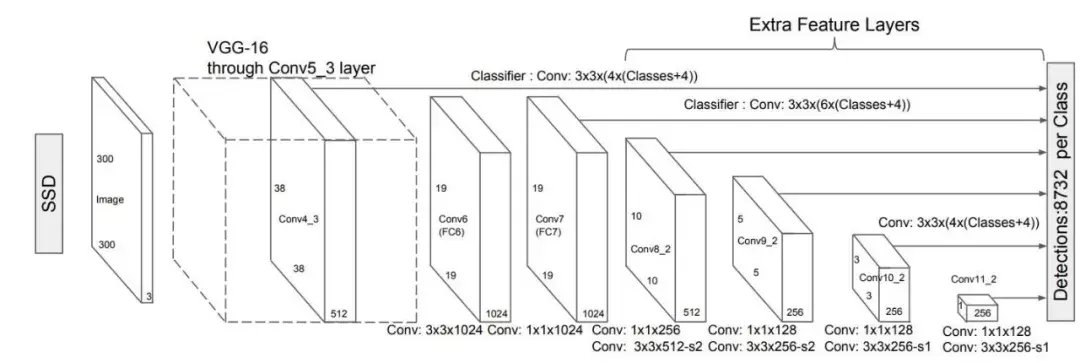 Extra Feature Layers
VGG-16
through Conv5_3 layer
Classifier : Conv: 3x3x(4x(Classes+4))
Classifier : Conv: 3x3x(6x(Classes+4))
SSD
300
Image
300
3
38
Conv4_3
38
512
19
Conv6
(FC6)
19
1024
19
Conv7
(FC7)
19
1024
10
Conv8_2
10
512
5
Conv9_2
5
256
Conv: 3x3x(4x(Classes+4))
3
Conv10_2
3
256
Conv11_2
1
256
Detections:8732 per Class
Conv: 3x3x1024
Conv: 1x1x1024
Conv: 1x1x256
Conv: 3x3x512-s2
Conv: 1x1x128
Conv: 3x3x256-s2
Conv: 1x1x128
Conv: 3x3x256-s1
Conv: 1x1x128
Conv: 3x3x256-s1